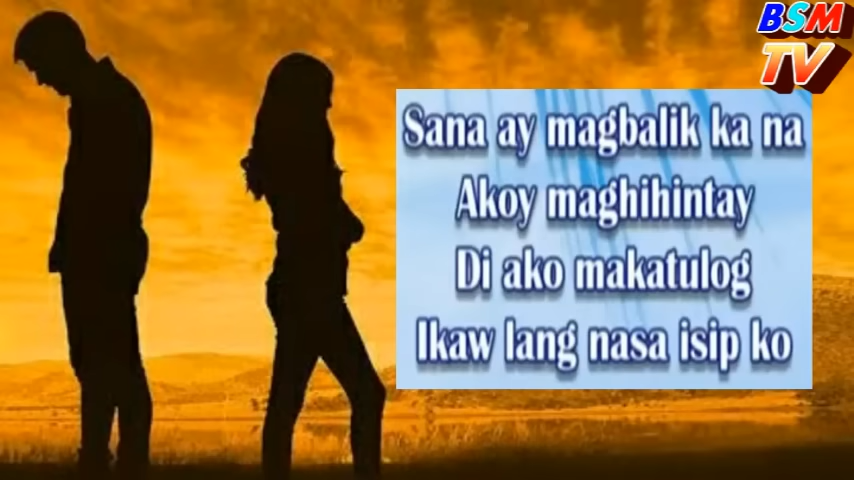 BSM
TV
Sana ay magbalik ka na
Akoy maghihintay
Di ako makatulog
Ikaw lang nasa isip ko